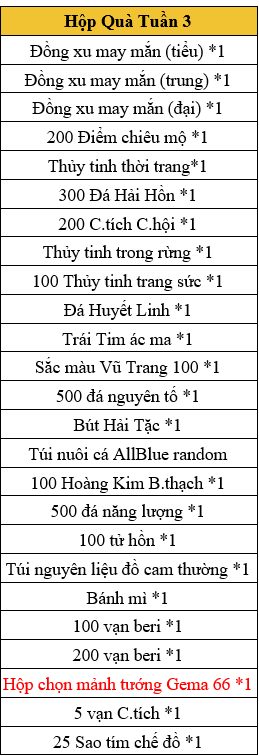 Hộp Quà Tuần 3
Đồng xu may mắn (tiểu) *1
Đồng xu may mắn (trung) *1
Đồng xu may mắn (đại) *1
200 Điểm chiêu mộ *1
Thủy tinh thời trang*1
300 Đá Hải Hồn *1
200 C.tích C.hội *1
Thủy tinh trong rừng *1
100 Thủy tinh trang sức *1
Đá Huyết Linh *1
Trái Tim ác ma *1
Sắc màu Vũ Trang 100 *1
500 đá nguyên tố *1
Bút Hải Tặc *1
Túi nuôi cá AllBlue random
100 Hoàng Kim B.thạch *1
500 đá năng lượng *1
100 tử hồn *1
Túi nguyên liệu đồ cam thường *1
Bánh mì *1
100 vạn beri *1
200 vạn beri *1
Hộp chọn mảnh tướng Gema 66 *1
5 vạn C.tích *1
25 Sao tím chế đồ *1